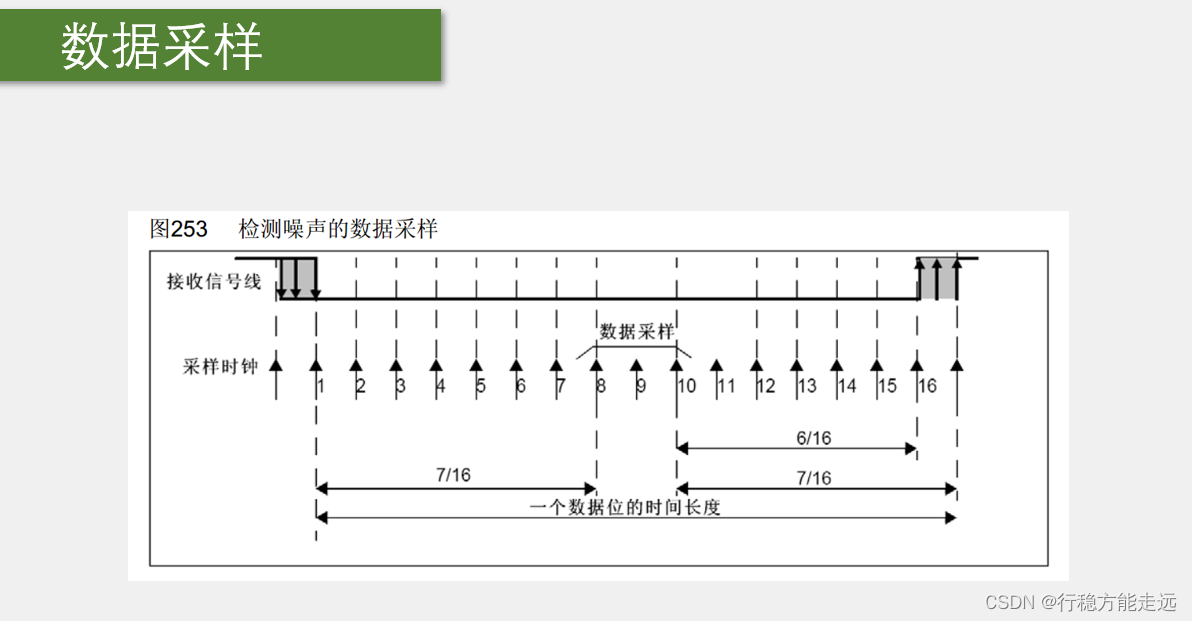 数据采样
图253 检测噪声的数据采样
接收信号线
数据采样
采样时钟
1 2 3 4 5 6 7 8 9 10 11 12 13 14 15 16
6/16
7/16 7/16
一个数据位的时间长度
CSDN @行稳方能走远